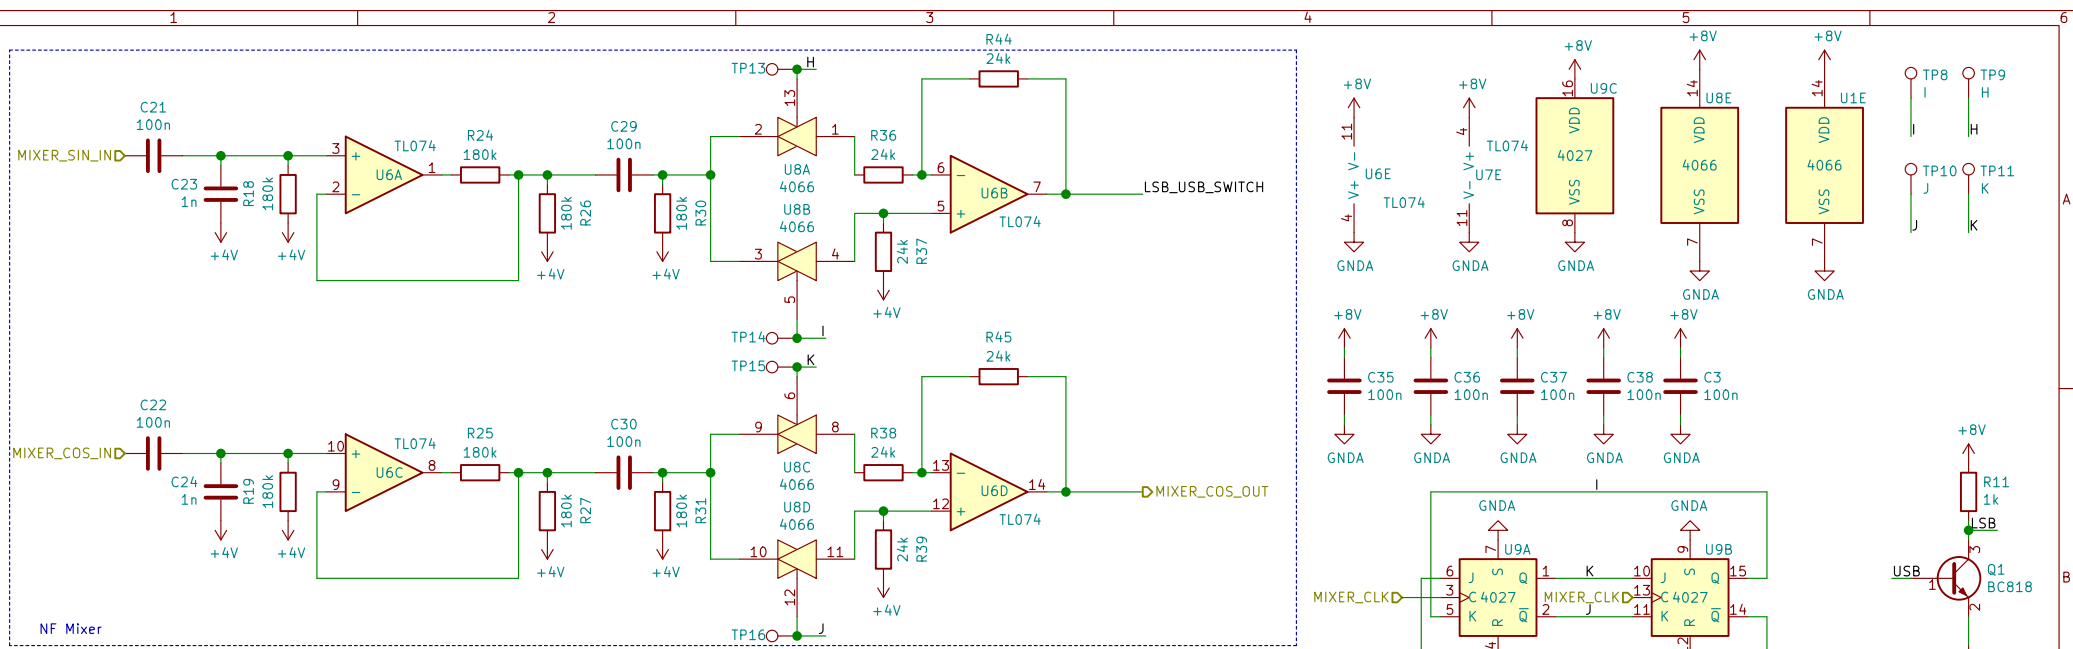 1 2 3 4 5 6
A
B
TP13
H
13
C21
100n
MIXER_SIN_IN
C23
1n
R18
180k
+4V
+4V
3
2
+
−
U6A
TL074
1
R24
180k
180k
R26
+4V
C29
100n
180k
R30
+4V
2
1
U8A
4066
U8B
4066
3
4
5
TP14
I
R36
24k
R44
24k
6
5
−
+
U6B
7
TL074
24k
R37
+4V
LSB_USB_SWITCH
TP15
K
6
C22
100n
MIXER_COS_IN
C24
1n
R19
180k
+4V
+4V
10
9
+
−
U6C
TL074
8
R25
180k
180k
R27
+4V
C30
100n
180k
R31
+4V
9
8
U8C
4066
U8D
4066
10
11
12
TP16
J
R38
24k
R45
24k
13
12
−
+
U6D
14
TL074
24k
R39
+4V
MIXER_COS_OUT
NF Mixer
+8V
11
V-
U6E
V+
TL074
4
GNDA
+8V
4
V+
TL074
U7E
V-
11
GNDA
+8V
16
U9C
VDD
4027
VSS
8
GNDA
+8V
14
U8E
VDD
4066
VSS
7
GNDA
+8V
14
U1E
VDD
4066
VSS
7
GNDA
TP8
I
I
TP9
H
H
TP10
J
J
TP11
K
K
+8V +8V +8V +8V +8V
C35 C36 C37 C38 C3
100n 100n 100n 100n 100n
GNDA GNDA GNDA GNDA GNDA
I
GNDA
7
U9A
6
J
S
Q
1
MIXER_CLK
3
C
4027
5
K
R
Q
2
4
K
J
GNDA
9
U9B
10
J
S
Q
15
MIXER_CLK
13
C
4027
11
K
R
Q
14
+8V
R11
1k
LSB
3
USB
1
Q1
BC818
2